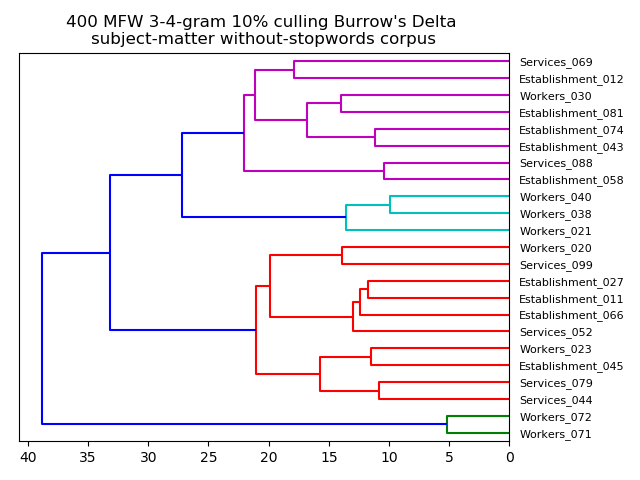 400 MFW 3-4-gram 10% culling Burrow's Delta
subject-matter without-stopwords corpus
Services_069
Establishment_012
Workers_030
Establishment_081
Establishment_074
Establishment_043
Services_088
Establishment_058
Workers_040
Workers_038
Workers_021
Workers_020
Services_099
Establishment_027
Establishment_011
Establishment_066
Services_052
Workers_023
Establishment_045
Services_079
Services_044
Workers_072
Workers_071
40 35 30 25 20 15 10 5 0